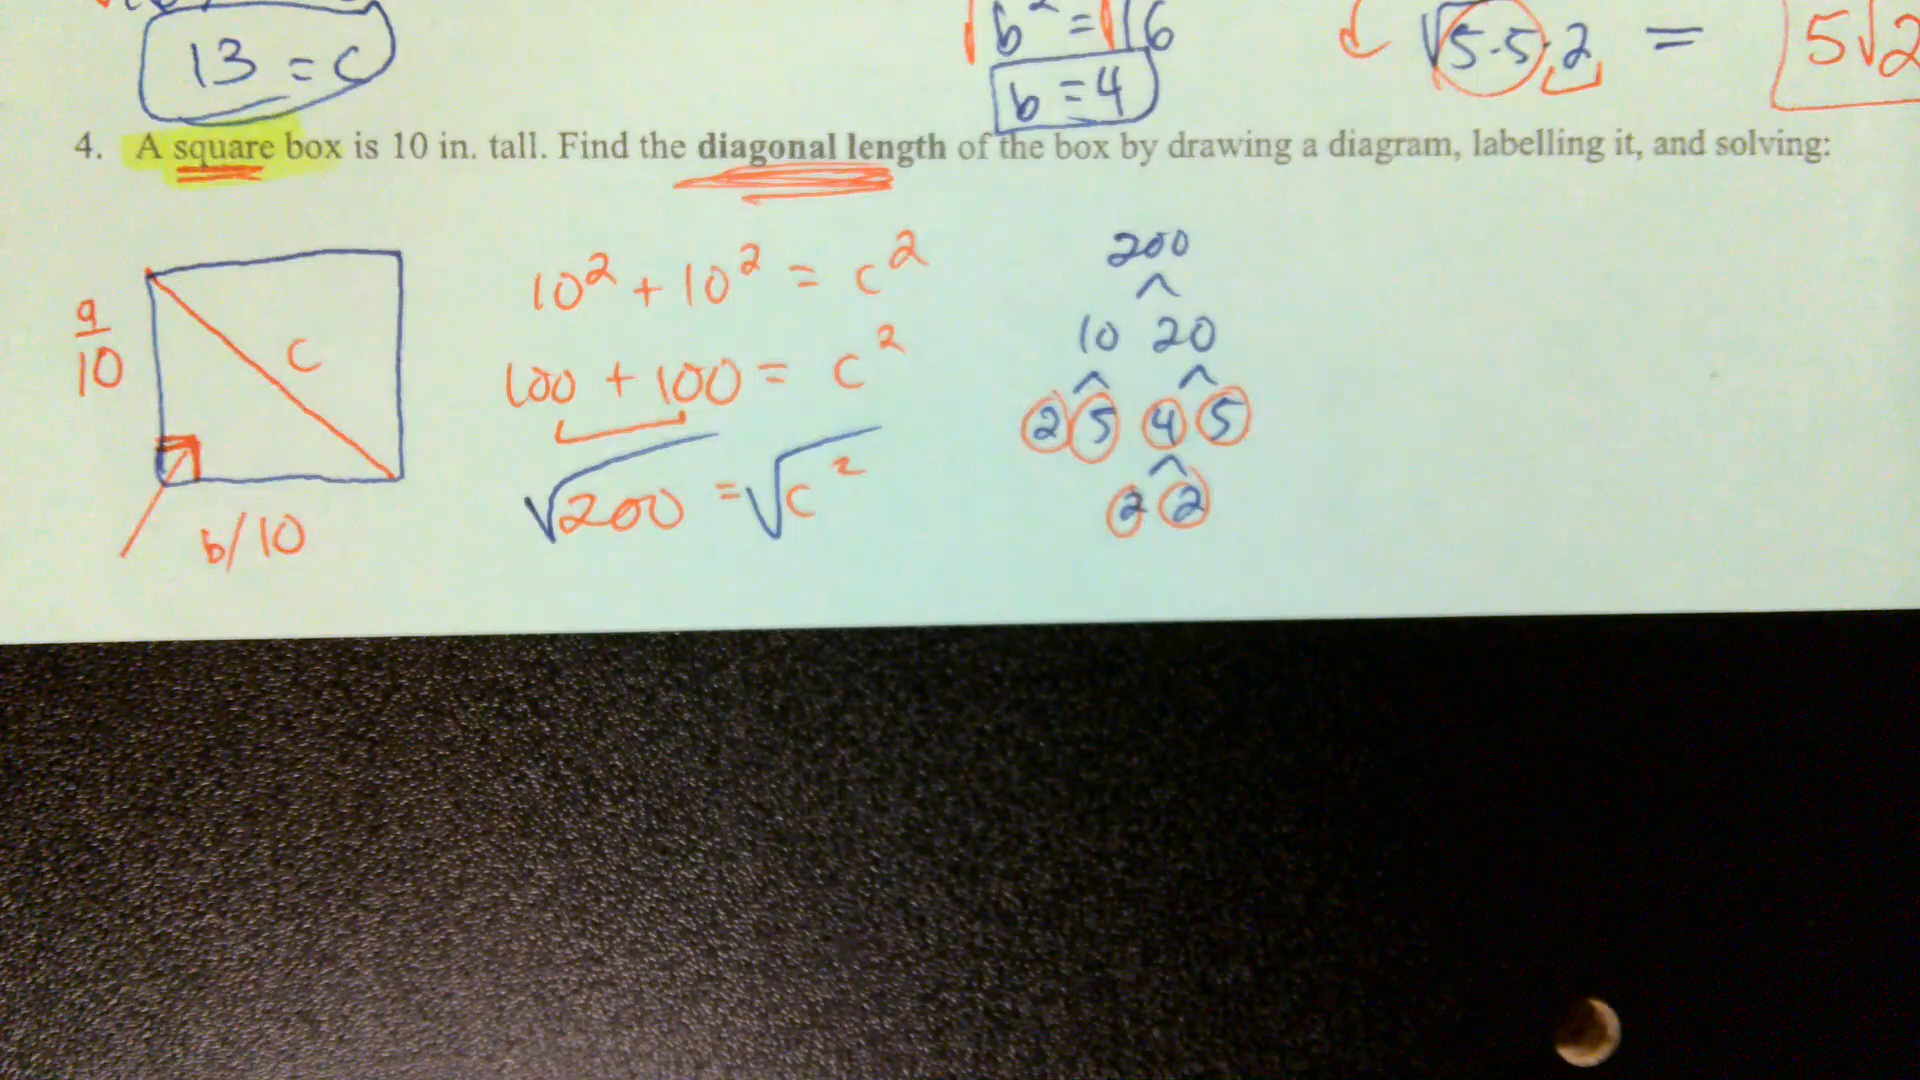 13 = c
b² = √16
b = 4
√5·5·2 = 5√2
4. A square box is 10 in. tall. Find the diagonal length of the box by drawing a diagram, labelling it, and solving:
a
10
c
b/10
10² + 10² = c²
100 + 100 = c²
√200 = √c²
200
10 20
2 5 4 5
2 2